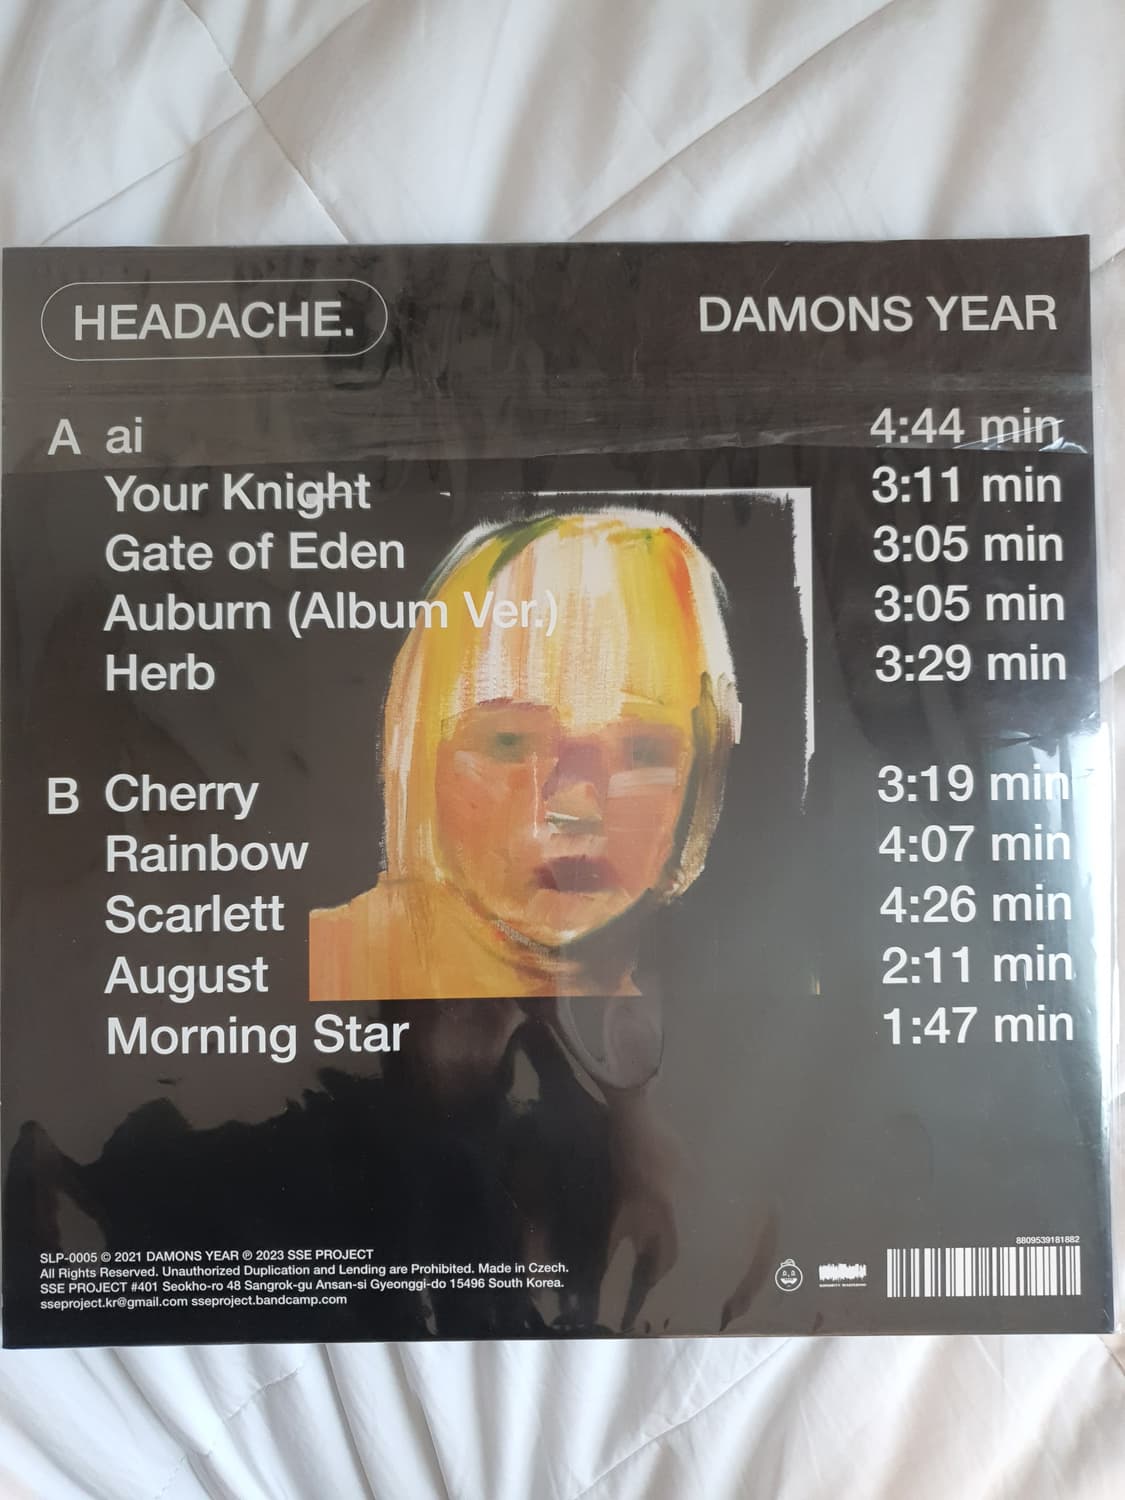 HEADACHE. DAMONS YEAR
A ai 4:44 min
Your Knight 3:11 min
Gate of Eden 3:05 min
Auburn (Album Ver.) 3:05 min
Herb 3:29 min
B Cherry 3:19 min
Rainbow 4:07 min
Scarlett 4:26 min
August 2:11 min
Morning Star 1:47 min
SLP-0005 © 2021 DAMONS YEAR ℗ 2023 SSE PROJECT
All Rights Reserved. Unauthorized Duplication and Lending are Prohibited. Made in Czech.
SSE PROJECT #401 Seokho-ro 48 Sangrok-gu Ansan-si Gyeonggi-do 15496 South Korea.
sseproject.kr@gmail.com sseproject.bandcamp.com
8809539181882